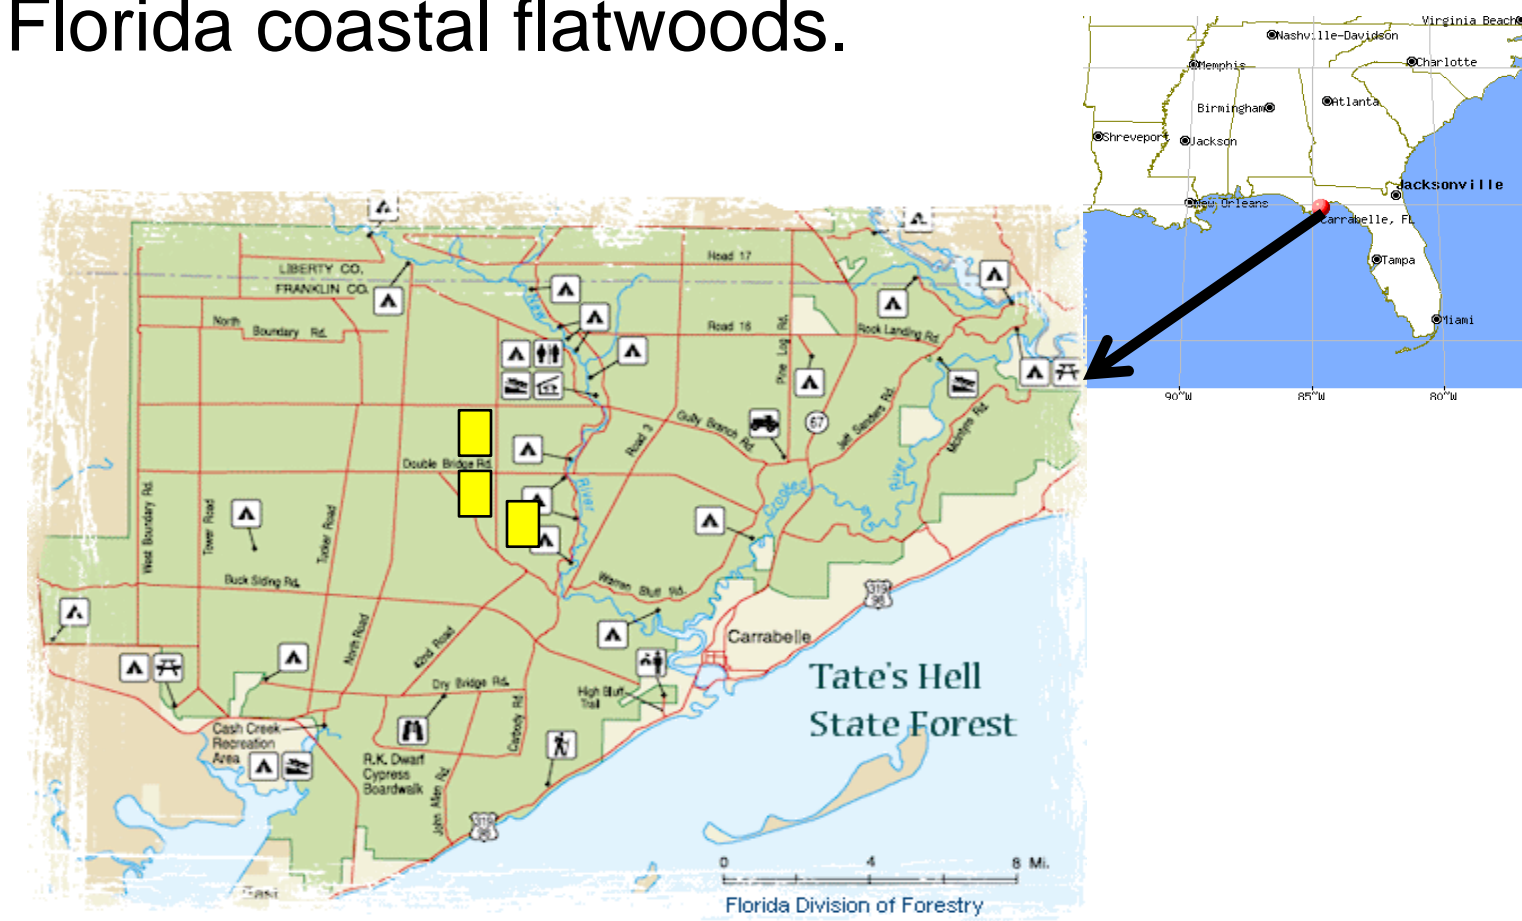 Florida coastal flatwoods.
Virginia Beach
Nashville-Davidson
Memphis
Charlotte
Birmingham
Atlanta
Shreveport
Jackson
Jacksonville
New Orleans
Carrabelle, FL
Tampa
Miami
90°W
85°W
80°W
Road 17
LIBERTY CO.
FRANKLIN CO.
New
North
Boundary Rd.
Road 16
Pine Log Rd.
Rock Landing Rd.
67
Gully Branch Rd.
Jeff Sanders Rd.
McIntyre Rd.
Road 3
Double Bridge Rd.
River
Creek
River
West Boundary Rd.
Tower Road
Tucker Road
Buck Siding Rd.
Warren Bluff Rd.
319
98
North Road
42nd Road
Carrabelle
Dry Bridge Rd.
High Bluff
Trail
Tate's Hell
State Forest
Cash Creek
Recreation
Area
R.K. Dwarf
Cypress
Boardwalk
Carbody Rd.
John Allen Rd.
319
98
East
0 4 8 Mi.
Florida Division of Forestry